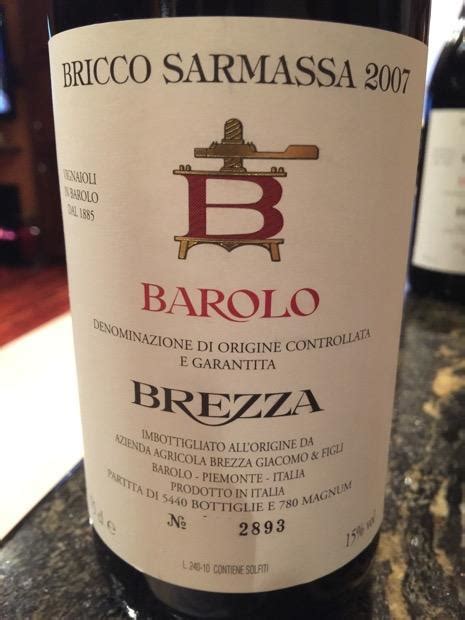 BRICCO SARMASSA 2007
VIGNAIOLI
IN BAROLO
DAL 1885
B
BAROLO
DENOMINAZIONE DI ORIGINE CONTROLLATA
E GARANTITA
BREZZA
IMBOTTIGLIATO ALL'ORIGINE DA
AZIENDA AGRICOLA BREZZA GIACOMO & FIGLI
BAROLO - PIEMONTE - ITALIA
PRODOTTO IN ITALIA
PARTITA DI 5440 BOTTIGLIE E 780 MAGNUM
cl e
№ 2893
15% vol
L 240-10 CONTIENE SOLFITI